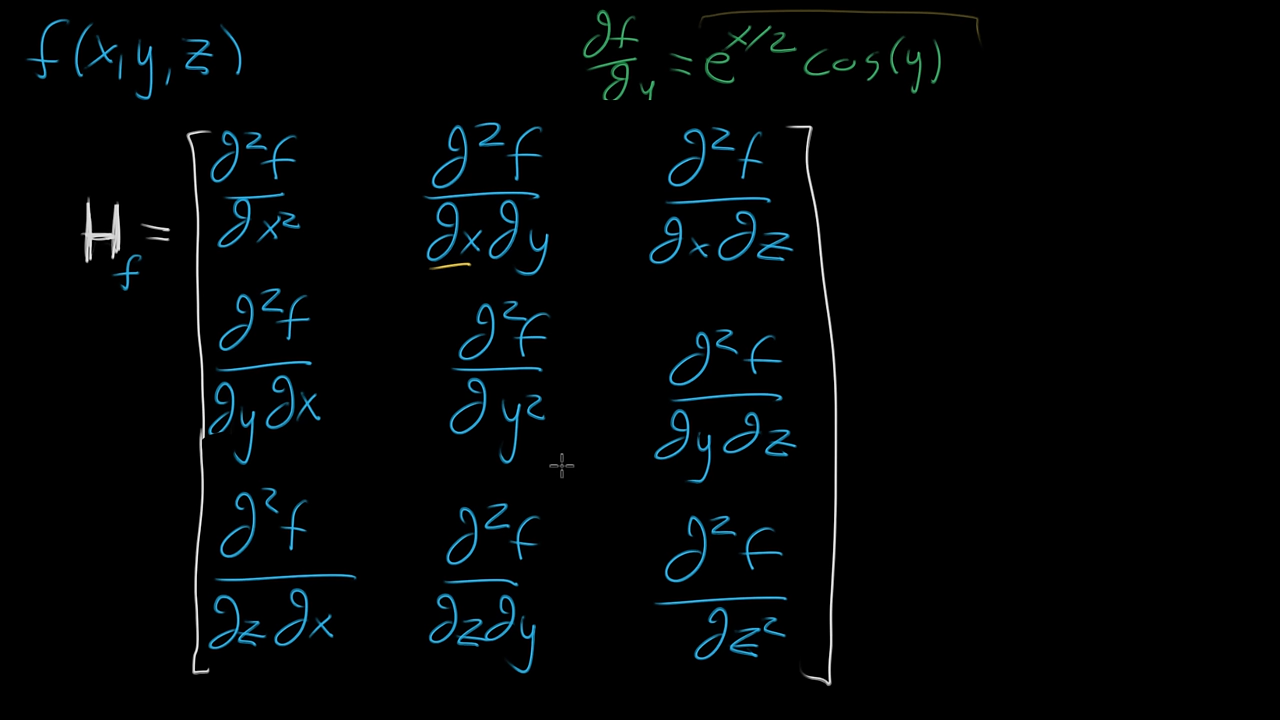 f(x,y,z)
∂f/∂y = e^{x/2} cos(y)
H_f =
∂²f/∂x² ∂²f/∂x∂y ∂²f/∂x∂z
∂²f/∂y∂x ∂²f/∂y² ∂²f/∂y∂z
∂²f/∂z∂x ∂²f/∂z∂y ∂²f/∂z²